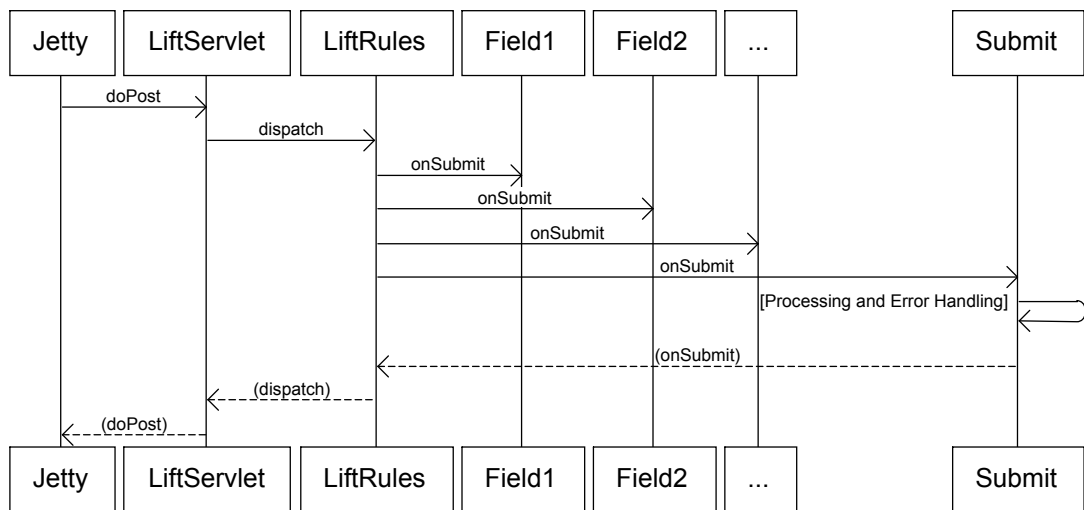 Jetty LiftServlet LiftRules Field1 Field2 ... Submit
doPost
dispatch
onSubmit
onSubmit
onSubmit
onSubmit
[Processing and Error Handling]
(onSubmit)
(dispatch)
(doPost)
Jetty LiftServlet LiftRules Field1 Field2 ... Submit